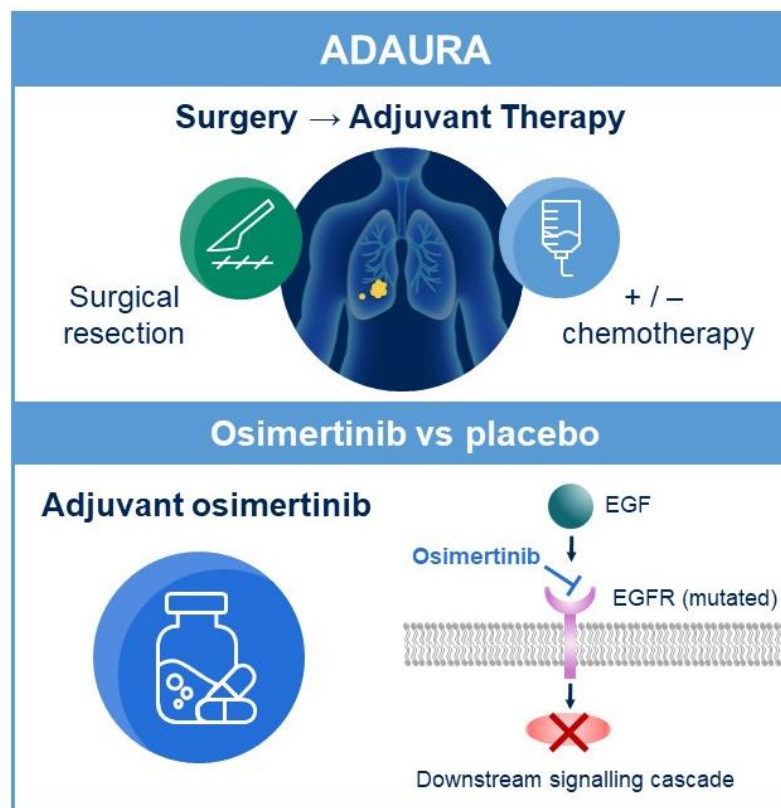 ADAURA
Surgery → Adjuvant Therapy
Surgical
resection
+ / –
chemotherapy
Osimertinib vs placebo
Adjuvant osimertinib
EGF
Osimertinib
EGFR (mutated)
Downstream signalling cascade